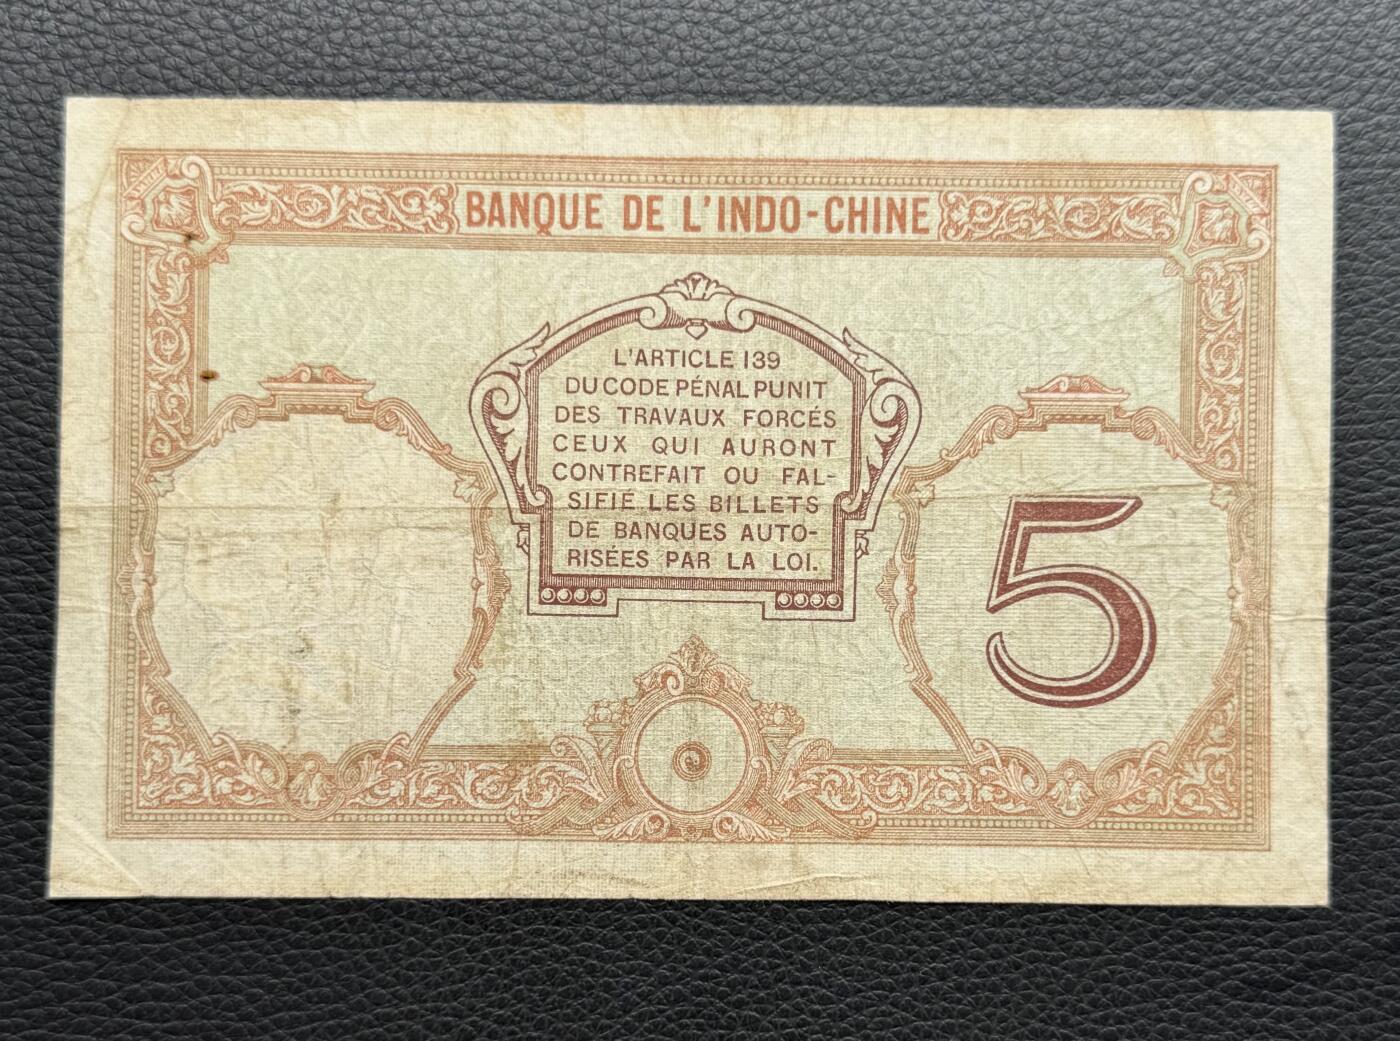 BANQUE DE L'INDO-CHINE
L'ARTICLE 139
DU CODE PÉNAL PUNIT
DES TRAVAUX FORCÉS
CEUX QUI AURONT
CONTREFAIT OU FAL-
SIFIÉ LES BILLETS
DE BANQUES AUTO-
RISÉES PAR LA LOI.
5